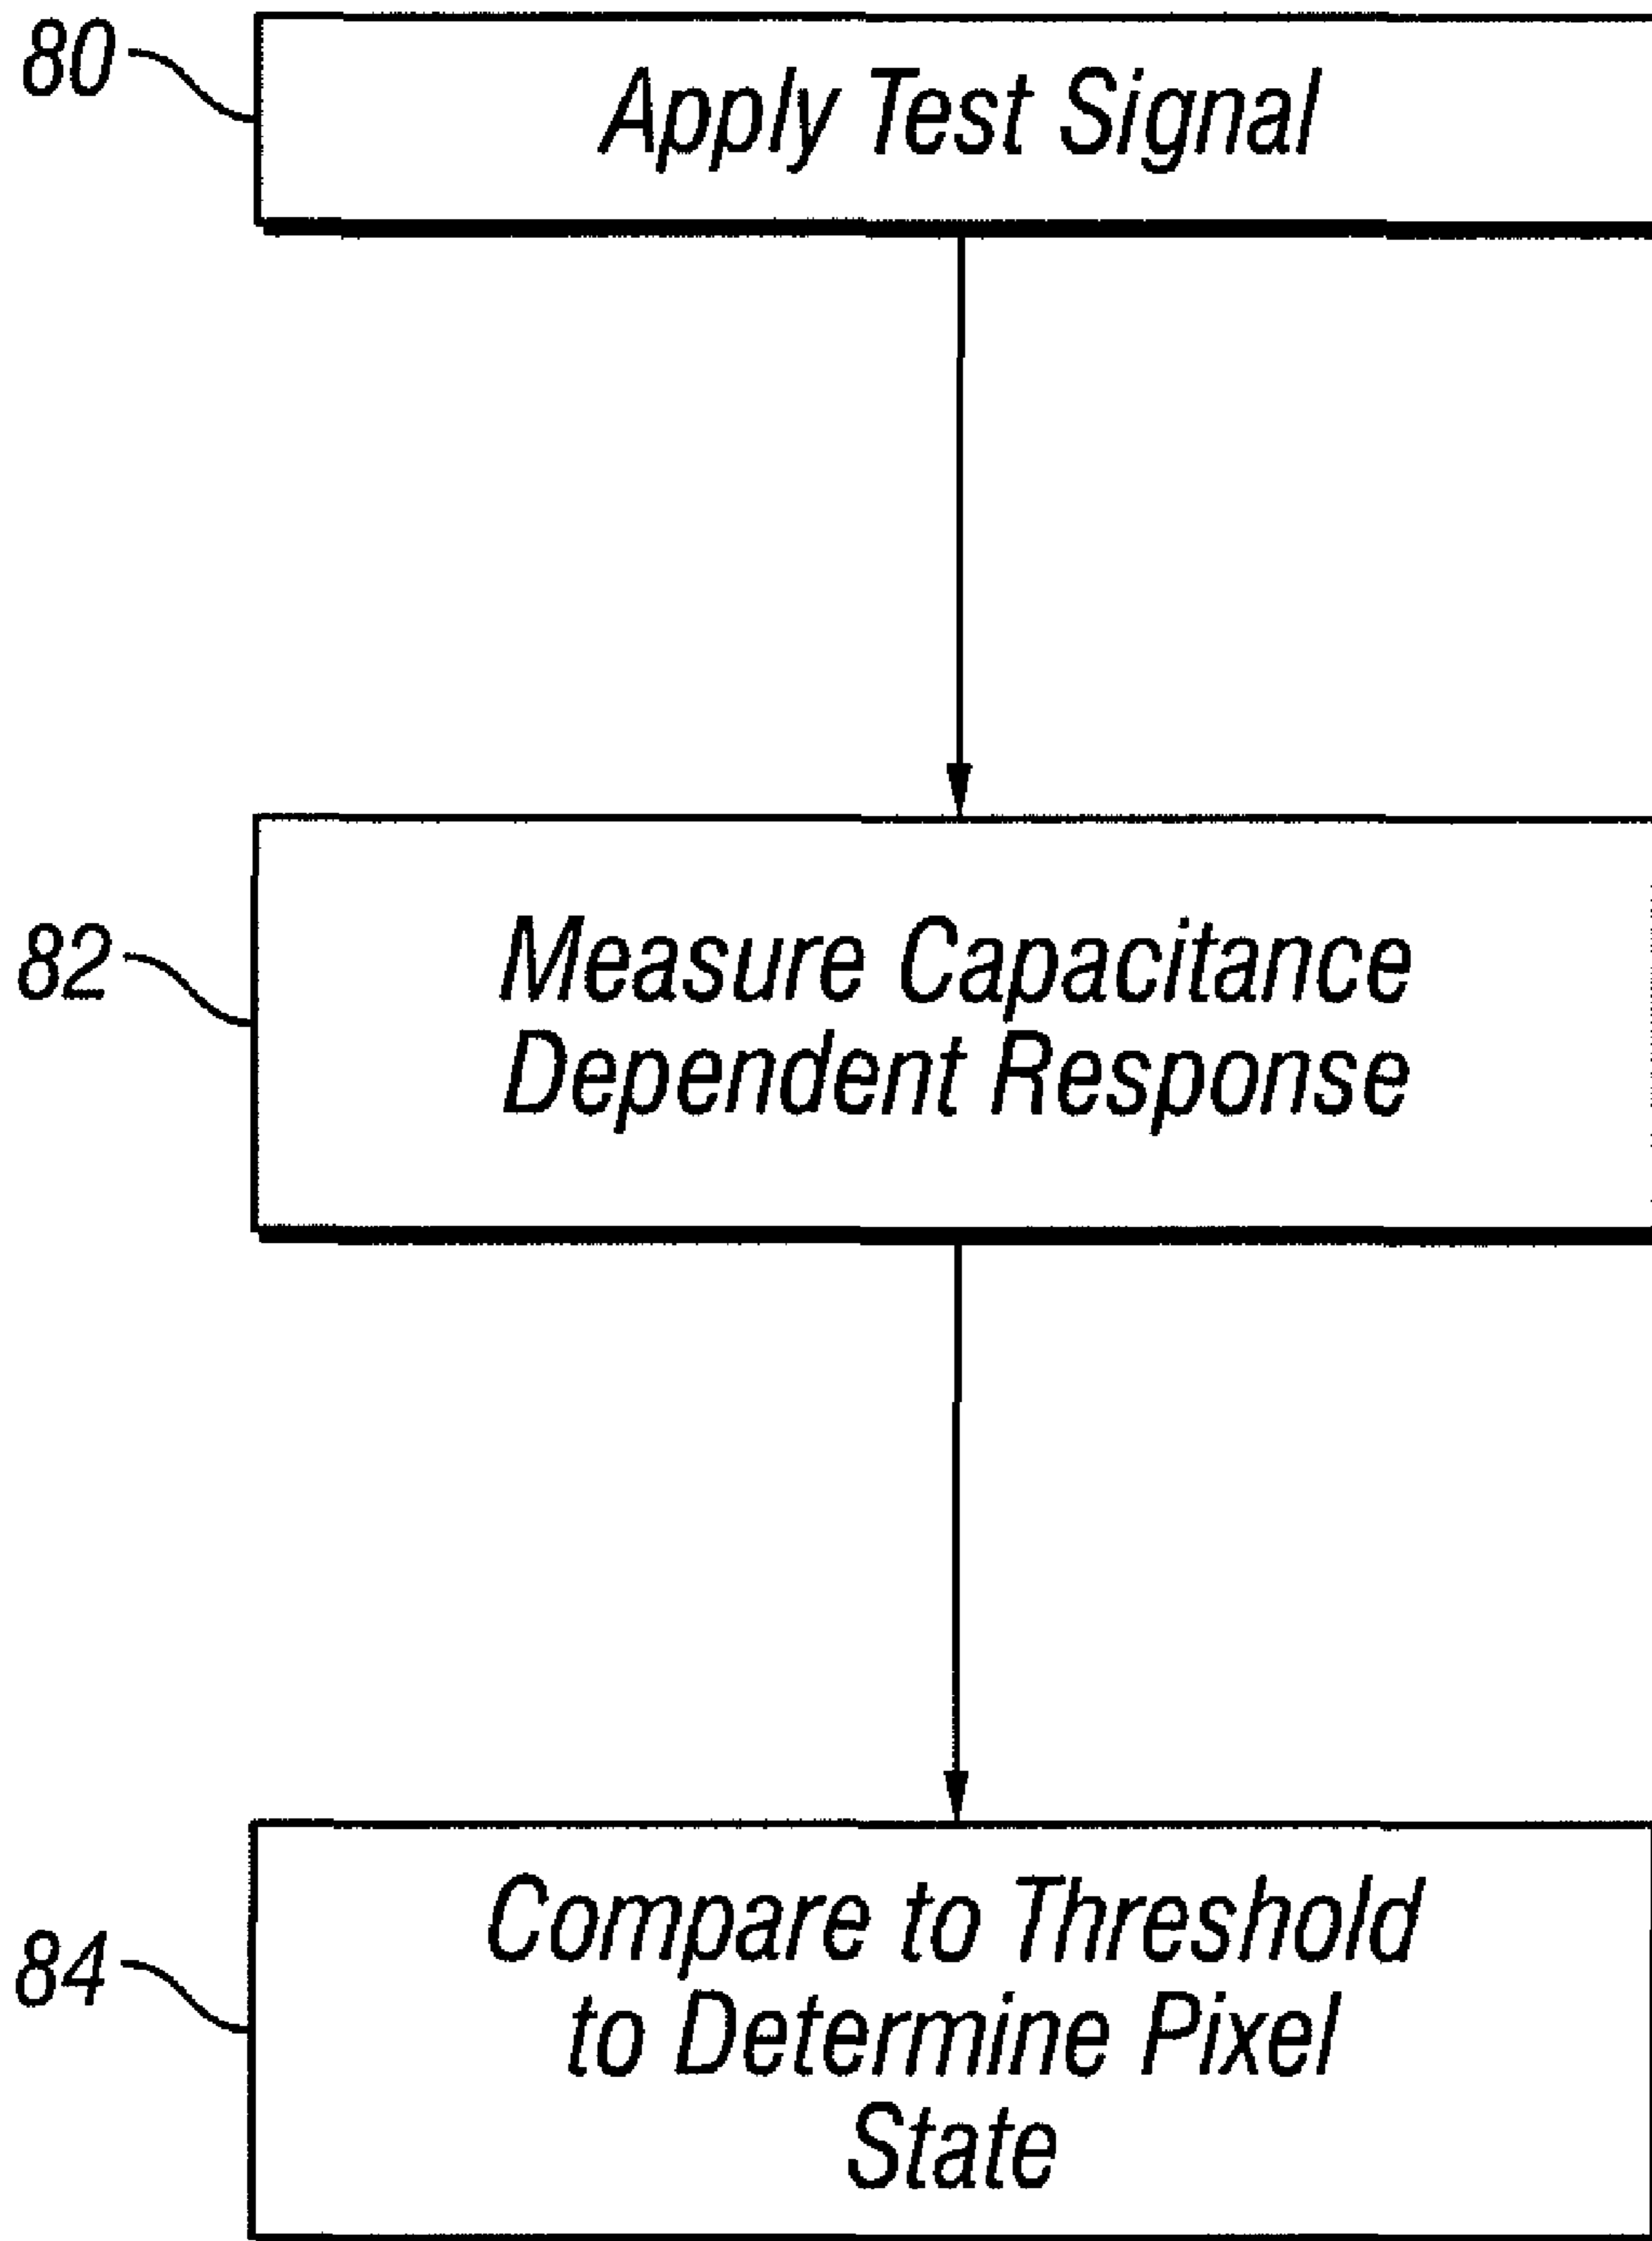 80
Apply Test Signal
82
Measure Capacitance
Dependent Response
84
Compare to Threshold
to Determine Pixel
State